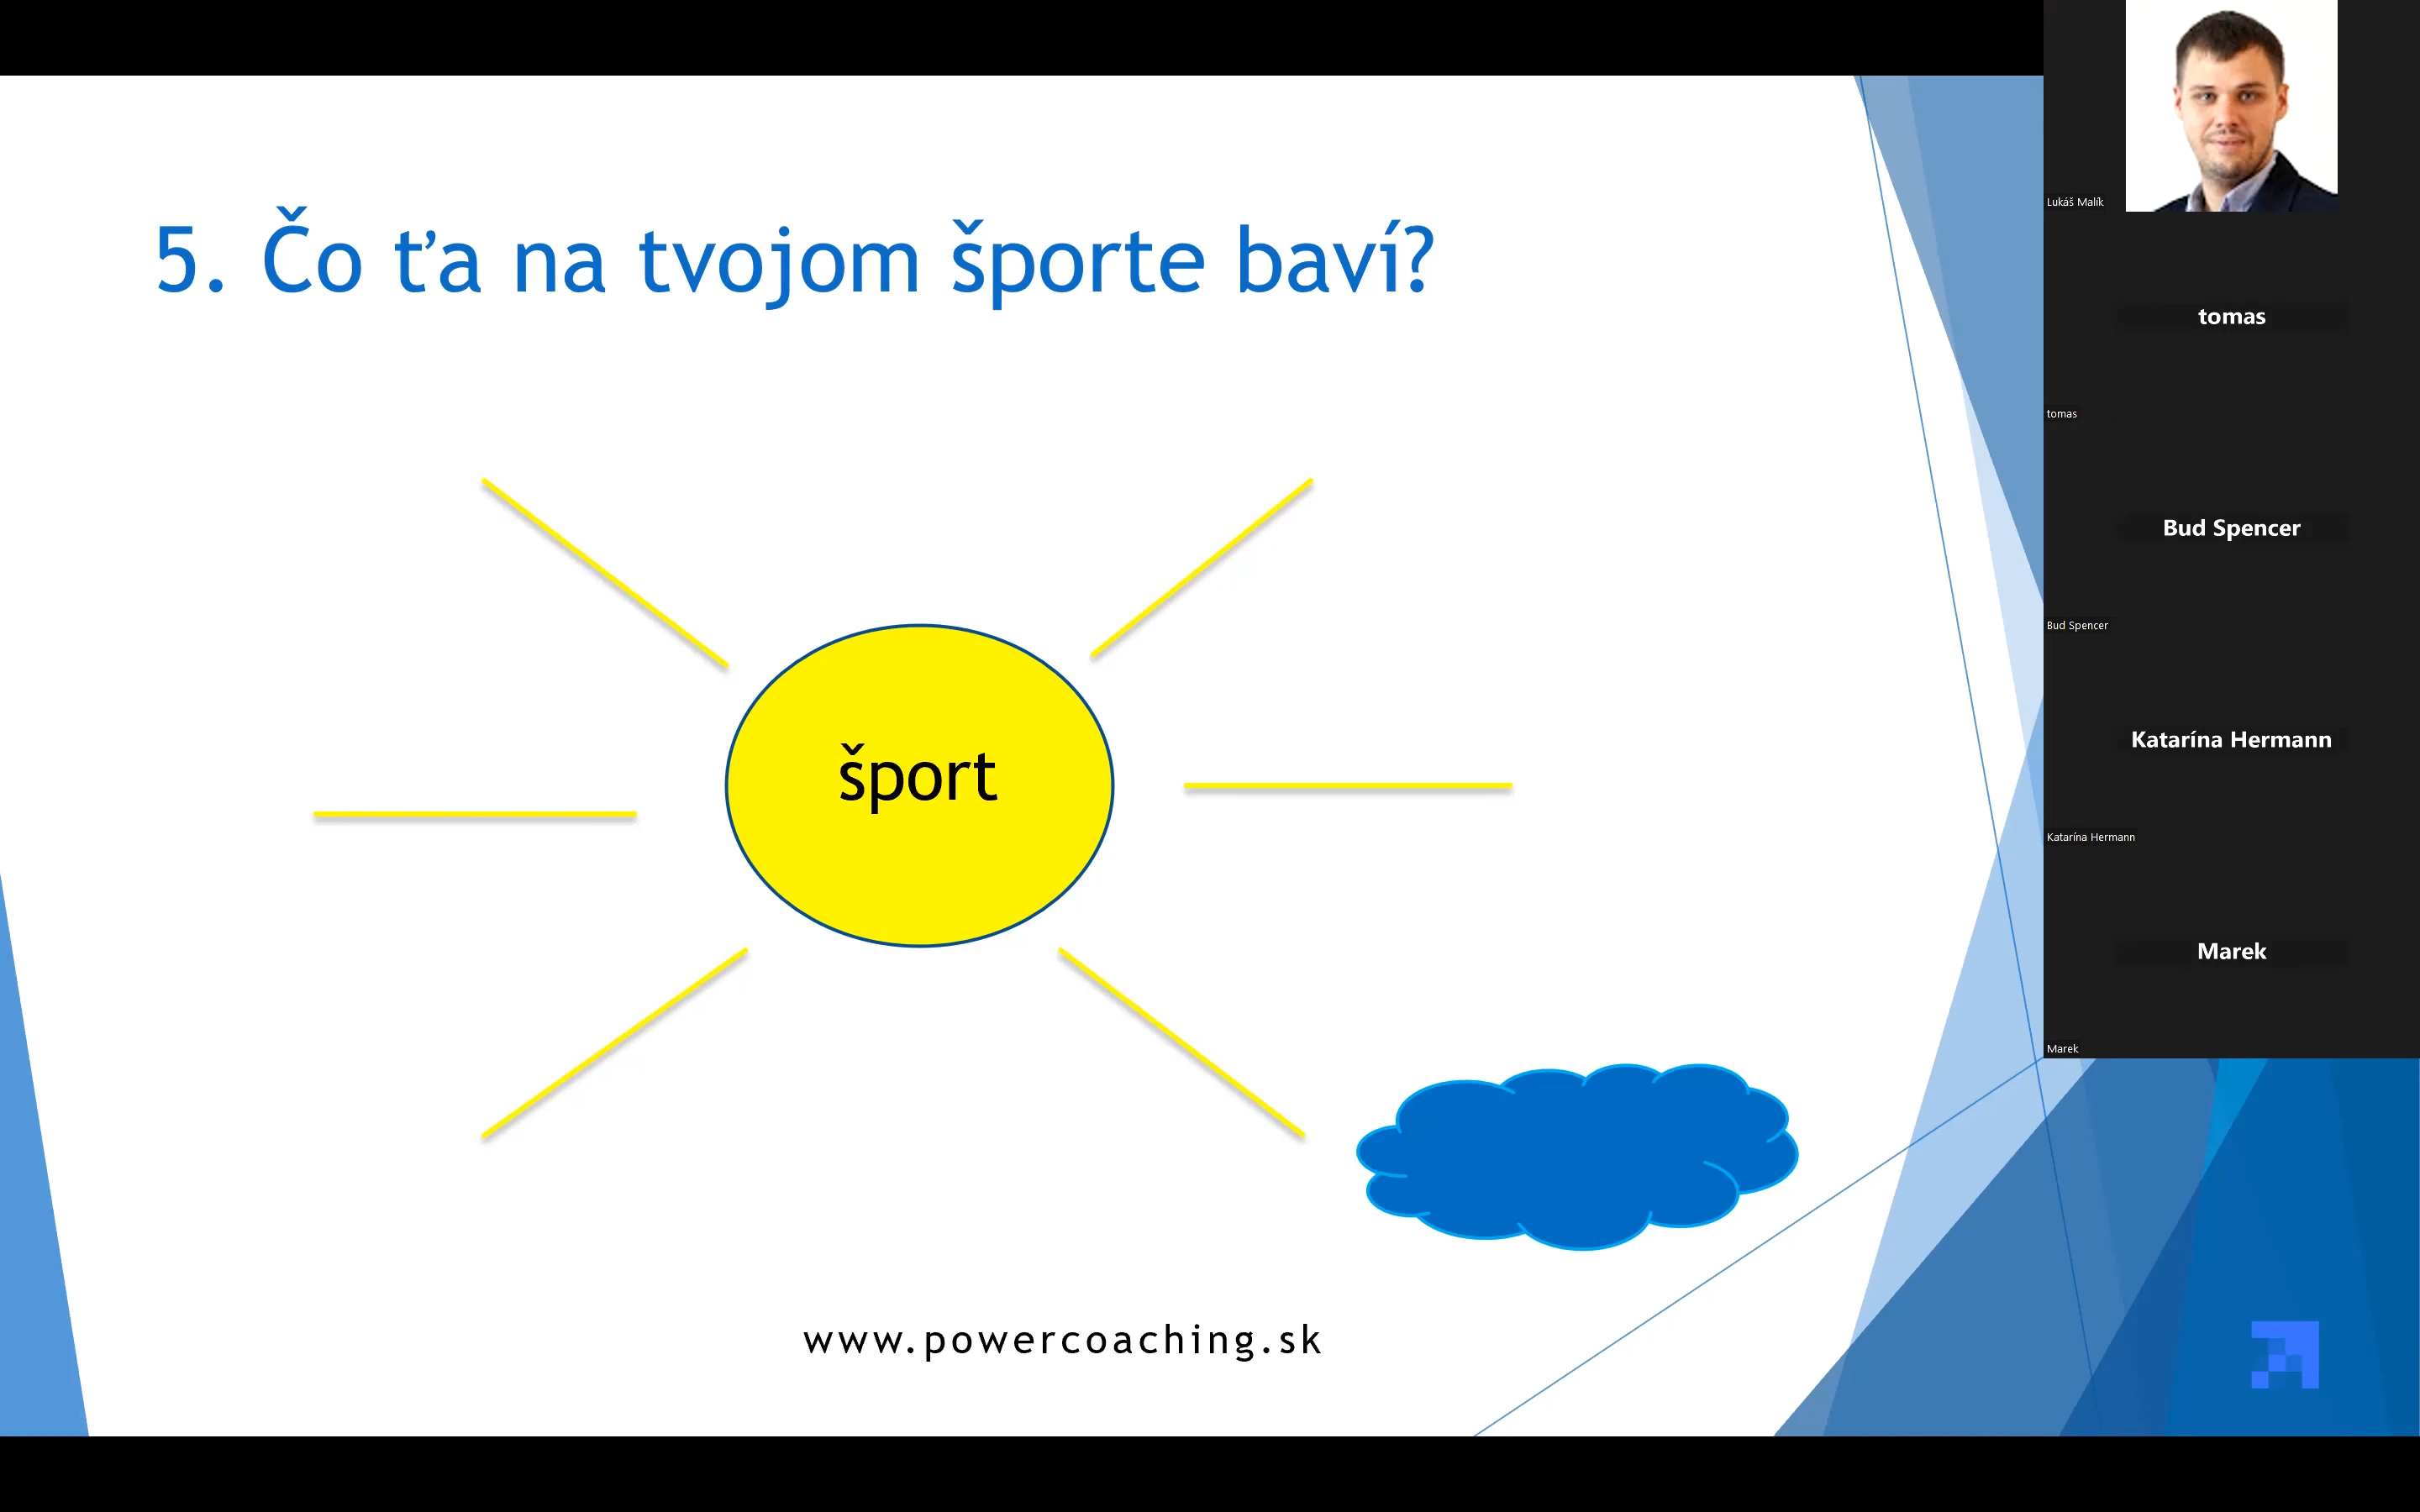 5. Čo ťa na tvojom športe baví?
šport
www.powercoaching.sk
Lukáš Malík
tomas
tomas
Bud Spencer
Bud Spencer
Katarína Hermann
Katarína Hermann
Marek
Marek